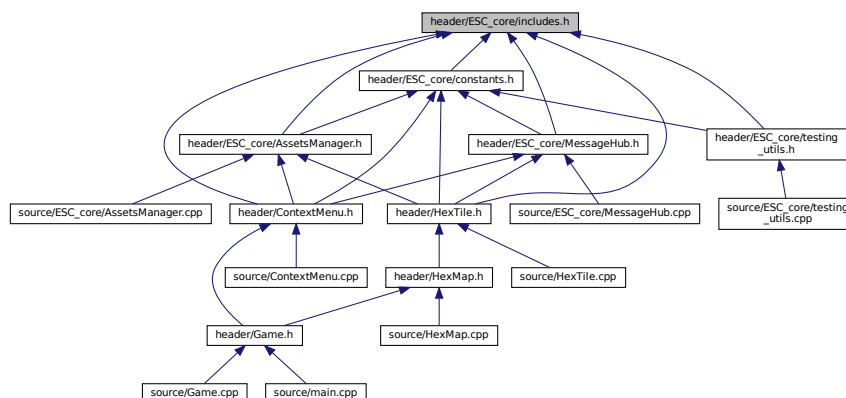 header/ESC_core/includes.h
header/ESC_core/constants.h
header/ESC_core/AssetsManager.h
header/ESC_core/MessageHub.h
header/ESC_core/testing
_utils.h
source/ESC_core/AssetsManager.cpp
header/ContextMenu.h
header/HexTile.h
source/ESC_core/MessageHub.cpp
source/ESC_core/testing
_utils.cpp
source/ContextMenu.cpp
header/HexMap.h
source/HexTile.cpp
header/Game.h
source/HexMap.cpp
source/Game.cpp
source/main.cpp